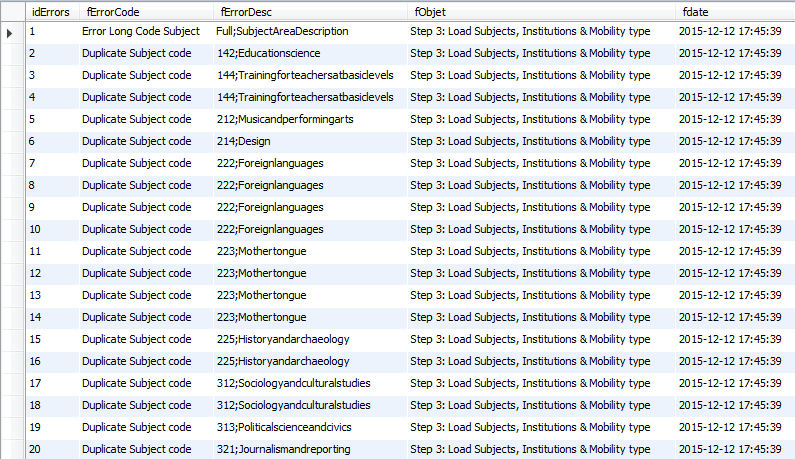 idErrors fErrorCode fErrorDesc fObjet fdate
1 Error Long Code Subject Full;SubjectAreaDescription Step 3: Load Subjects, Institutions & Mobility type 2015-12-12 17:45:39
2 Duplicate Subject code 142;Educationscience Step 3: Load Subjects, Institutions & Mobility type 2015-12-12 17:45:39
3 Duplicate Subject code 144;Trainingforteachersatbasiclevels Step 3: Load Subjects, Institutions & Mobility type 2015-12-12 17:45:39
4 Duplicate Subject code 144;Trainingforteachersatbasiclevels Step 3: Load Subjects, Institutions & Mobility type 2015-12-12 17:45:39
5 Duplicate Subject code 212;Musicandperformingarts Step 3: Load Subjects, Institutions & Mobility type 2015-12-12 17:45:39
6 Duplicate Subject code 214;Design Step 3: Load Subjects, Institutions & Mobility type 2015-12-12 17:45:39
7 Duplicate Subject code 222;Foreignlanguages Step 3: Load Subjects, Institutions & Mobility type 2015-12-12 17:45:39
8 Duplicate Subject code 222;Foreignlanguages Step 3: Load Subjects, Institutions & Mobility type 2015-12-12 17:45:39
9 Duplicate Subject code 222;Foreignlanguages Step 3: Load Subjects, Institutions & Mobility type 2015-12-12 17:45:39
10 Duplicate Subject code 222;Foreignlanguages Step 3: Load Subjects, Institutions & Mobility type 2015-12-12 17:45:39
11 Duplicate Subject code 223;Mothertongue Step 3: Load Subjects, Institutions & Mobility type 2015-12-12 17:45:39
12 Duplicate Subject code 223;Mothertongue Step 3: Load Subjects, Institutions & Mobility type 2015-12-12 17:45:39
13 Duplicate Subject code 223;Mothertongue Step 3: Load Subjects, Institutions & Mobility type 2015-12-12 17:45:39
14 Duplicate Subject code 223;Mothertongue Step 3: Load Subjects, Institutions & Mobility type 2015-12-12 17:45:39
15 Duplicate Subject code 225;Historyandarchaeology Step 3: Load Subjects, Institutions & Mobility type 2015-12-12 17:45:39
16 Duplicate Subject code 225;Historyandarchaeology Step 3: Load Subjects, Institutions & Mobility type 2015-12-12 17:45:39
17 Duplicate Subject code 312;Sociologyandculturalstudies Step 3: Load Subjects, Institutions & Mobility type 2015-12-12 17:45:39
18 Duplicate Subject code 312;Sociologyandculturalstudies Step 3: Load Subjects, Institutions & Mobility type 2015-12-12 17:45:39
19 Duplicate Subject code 313;Politicalscienceandcivics Step 3: Load Subjects, Institutions & Mobility type 2015-12-12 17:45:39
20 Duplicate Subject code 321;Journalismandreporting Step 3: Load Subjects, Institutions & Mobility type 2015-12-12 17:45:39